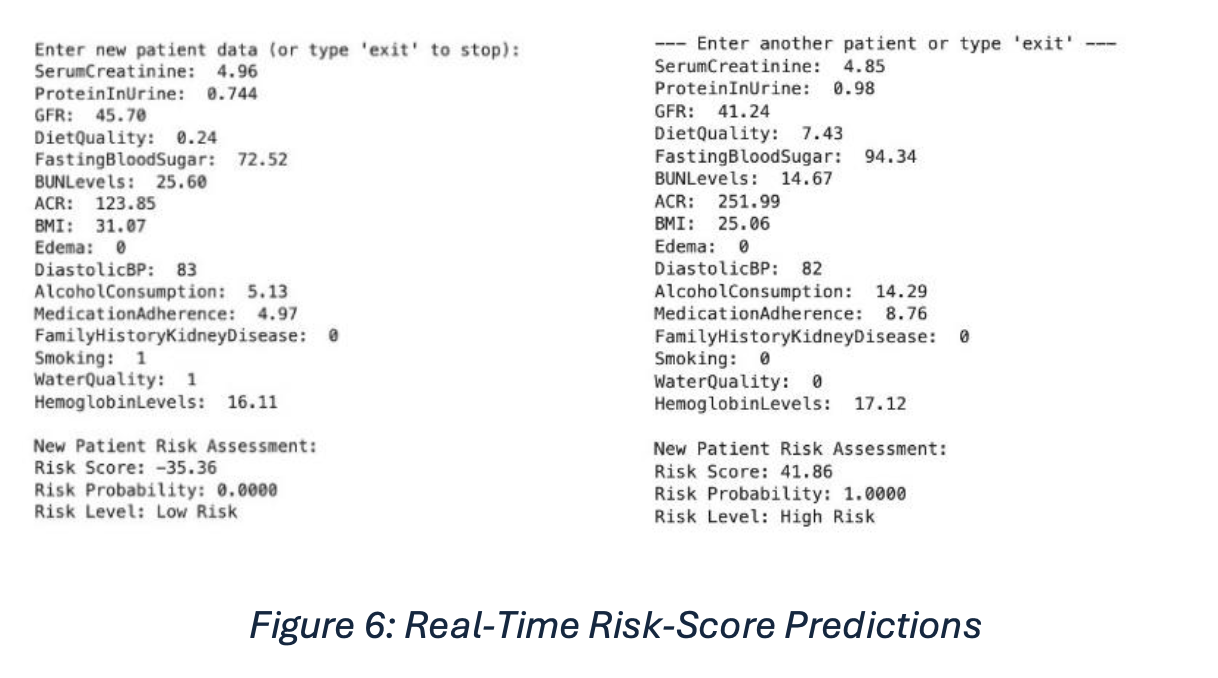 Enter new patient data (or type 'exit' to stop):
SerumCreatinine: 4.96
ProteinInUrine: 0.744
GFR: 45.70
DietQuality: 0.24
FastingBloodSugar: 72.52
BUNLevels: 25.60
ACR: 123.85
BMI: 31.07
Edema: 0
DiastolicBP: 83
AlcoholConsumption: 5.13
MedicationAdherence: 4.97
FamilyHistoryKidneyDisease: 0
Smoking: 1
WaterQuality: 1
HemoglobinLevels: 16.11
New Patient Risk Assessment:
Risk Score: -35.36
Risk Probability: 0.0000
Risk Level: Low Risk
--- Enter another patient or type 'exit' ---
SerumCreatinine: 4.85
ProteinInUrine: 0.98
GFR: 41.24
DietQuality: 7.43
FastingBloodSugar: 94.34
BUNLevels: 14.67
ACR: 251.99
BMI: 25.06
Edema: 0
DiastolicBP: 82
AlcoholConsumption: 14.29
MedicationAdherence: 8.76
FamilyHistoryKidneyDisease: 0
Smoking: 0
WaterQuality: 0
HemoglobinLevels: 17.12
New Patient Risk Assessment:
Risk Score: 41.86
Risk Probability: 1.0000
Risk Level: High Risk
Figure 6: Real-Time Risk-Score Predictions